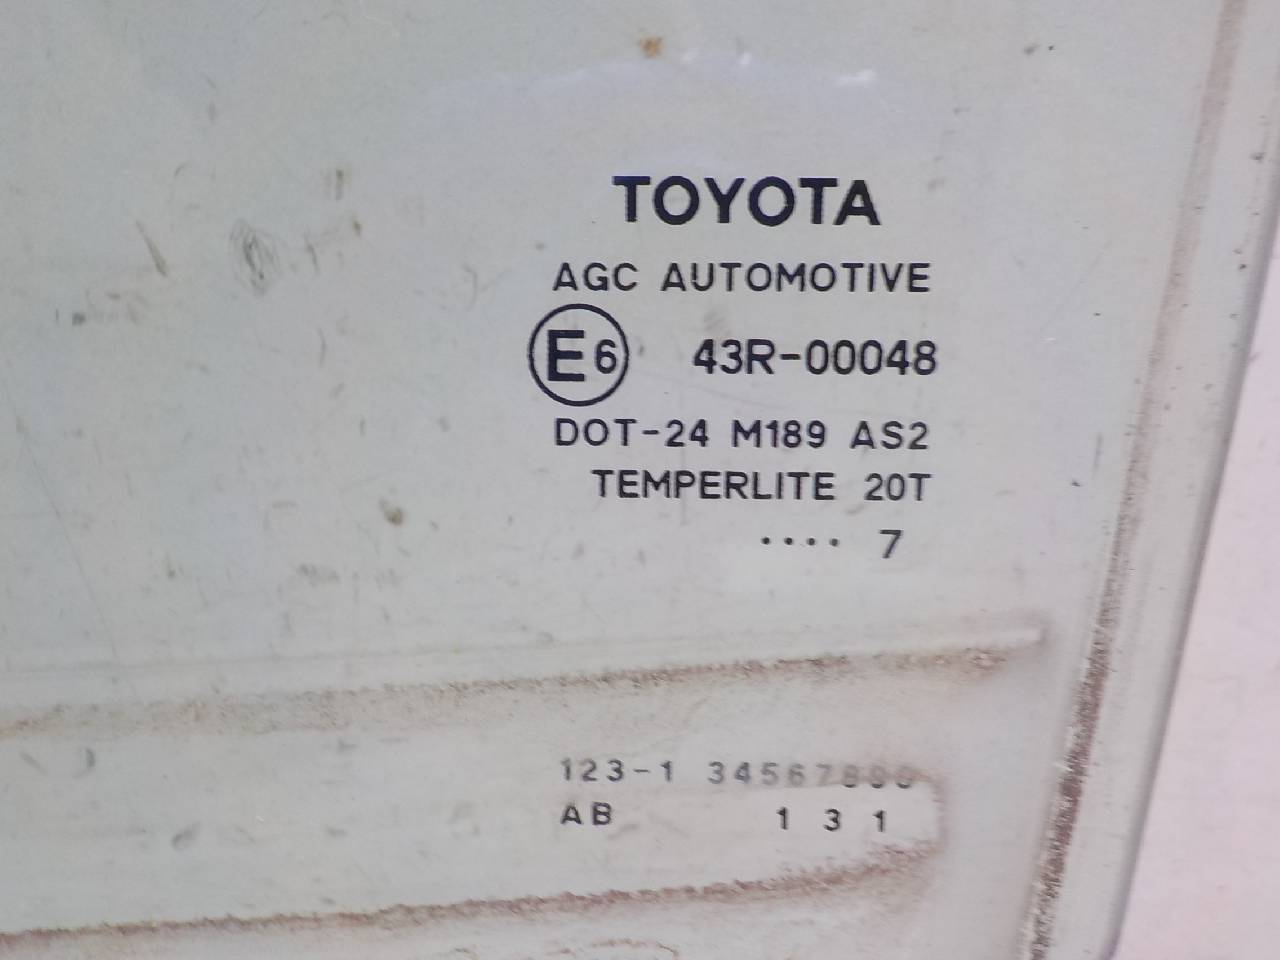 TOYOTA
AGC AUTOMOTIVE
E6 43R-00048
DOT-24 M189 AS2
TEMPERLITE 20T
.... 7
123-1 34567890
AB 1 3 1